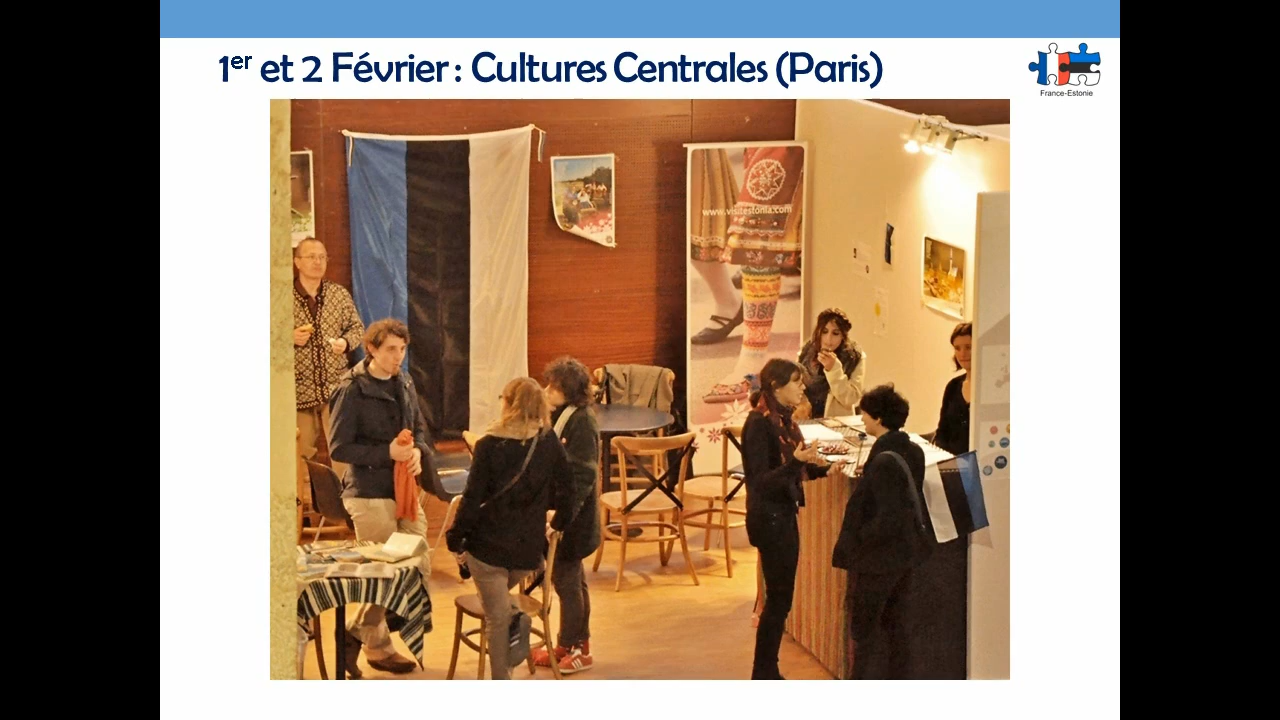 1er et 2 Février : Cultures Centrales (Paris)
France-Estonie
www.visitestonia.com